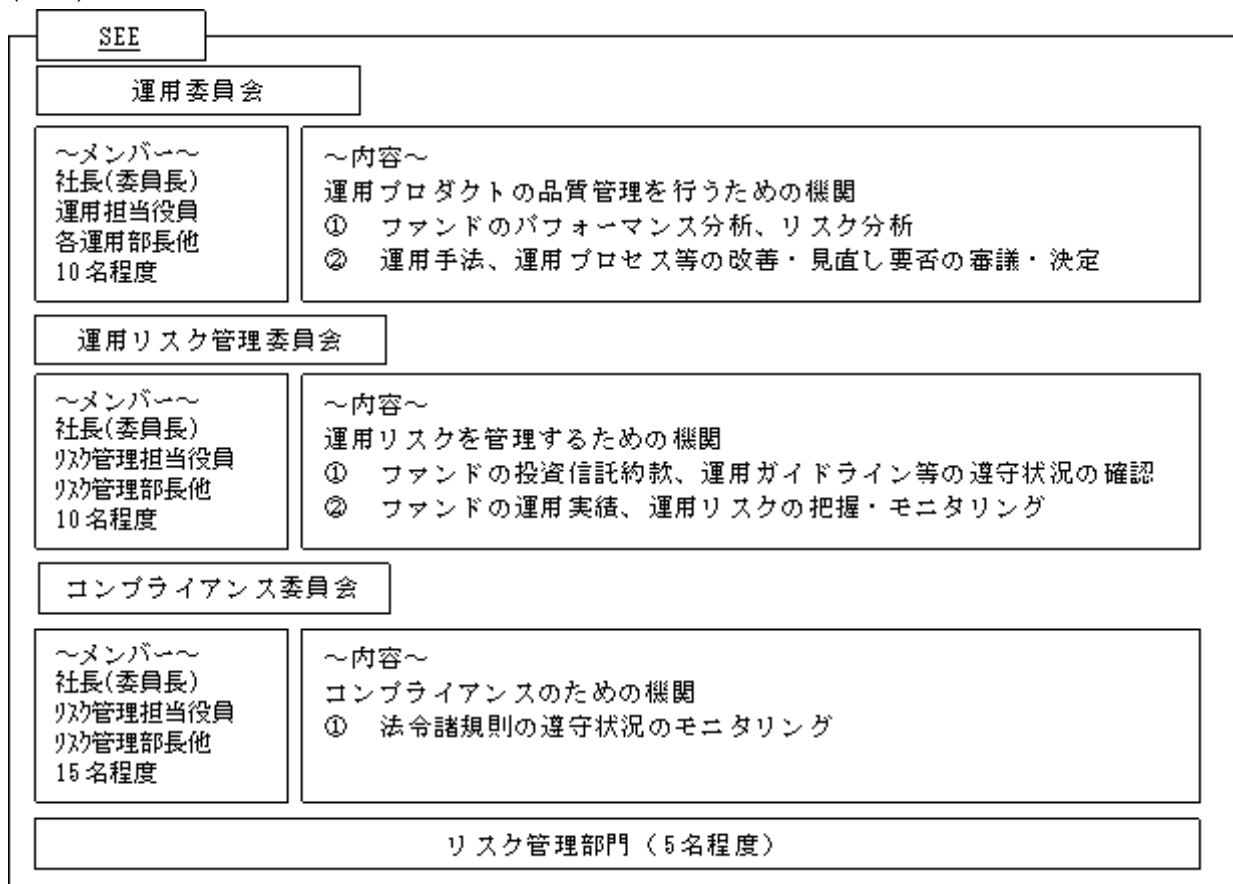 SEE
運用委員会
～メンバー～
社長(委員長)
運用担当役員
各運用部長他
10名程度
～内容～
運用プロダクトの品質管理を行うための機関
① ファンドのパフォーマンス分析、リスク分析
② 運用手法、運用プロセス等の改善・見直し要否の審議・決定
運用リスク管理委員会
～メンバー～
社長(委員長)
ﾘｽｸ管理担当役員
ﾘｽｸ管理部長他
10名程度
～内容～
運用リスクを管理するための機関
① ファンドの投資信託約款、運用ガイドライン等の遵守状況の確認
② ファンドの運用実績、運用リスクの把握・モニタリング
コンプライアンス委員会
～メンバー～
社長(委員長)
ﾘｽｸ管理担当役員
ﾘｽｸ管理部長他
15名程度
～内容～
コンプライアンスのための機関
① 法令諸規則の遵守状況のモニタリング
リスク管理部門（5名程度）